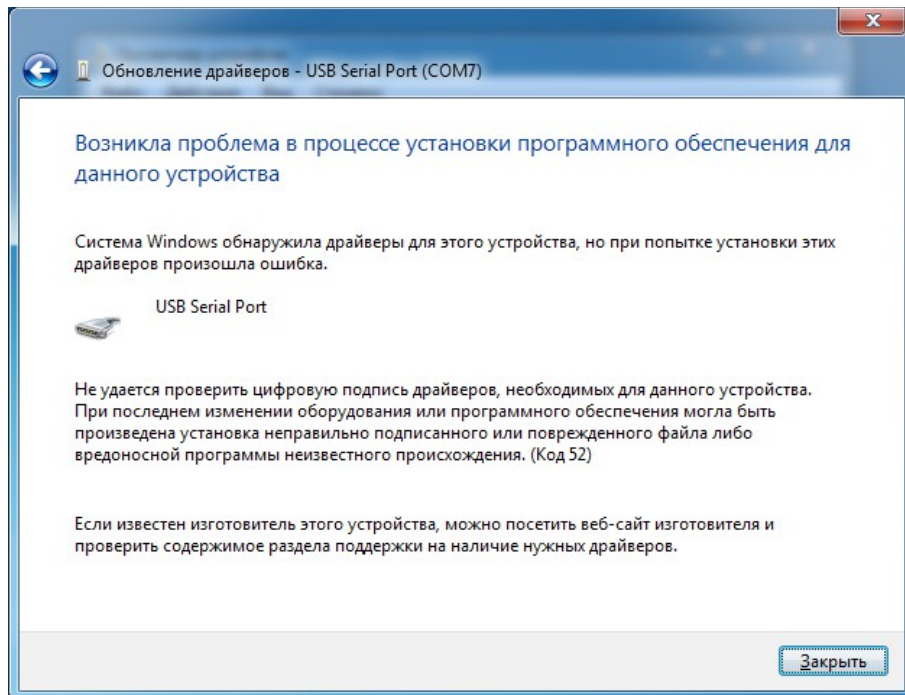 Обновление драйверов - USB Serial Port (COM7)
Возникла проблема в процессе установки программного обеспечения для
данного устройства
Система Windows обнаружила драйверы для этого устройства, но при попытке установки этих
драйверов произошла ошибка.
USB Serial Port
Не удается проверить цифровую подпись драйверов, необходимых для данного устройства.
При последнем изменении оборудования или программного обеспечения могла быть
произведена установка неправильно подписанного или поврежденного файла либо
вредоносной программы неизвестного происхождения. (Код 52)
Если известен изготовитель этого устройства, можно посетить веб-сайт изготовителя и
проверить содержимое раздела поддержки на наличие нужных драйверов.
Закрыть